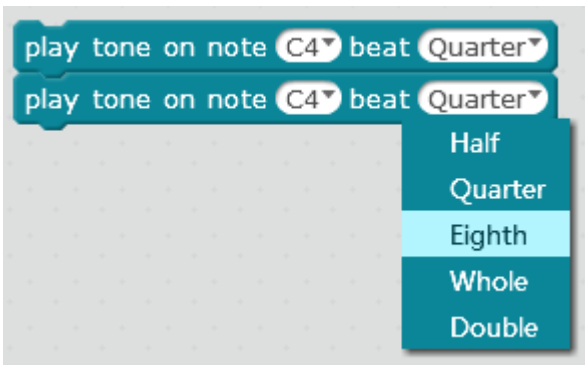 play tone on note C4 beat Quarter
play tone on note C4 beat Quarter
Half
Quarter
Eighth
Whole
Double